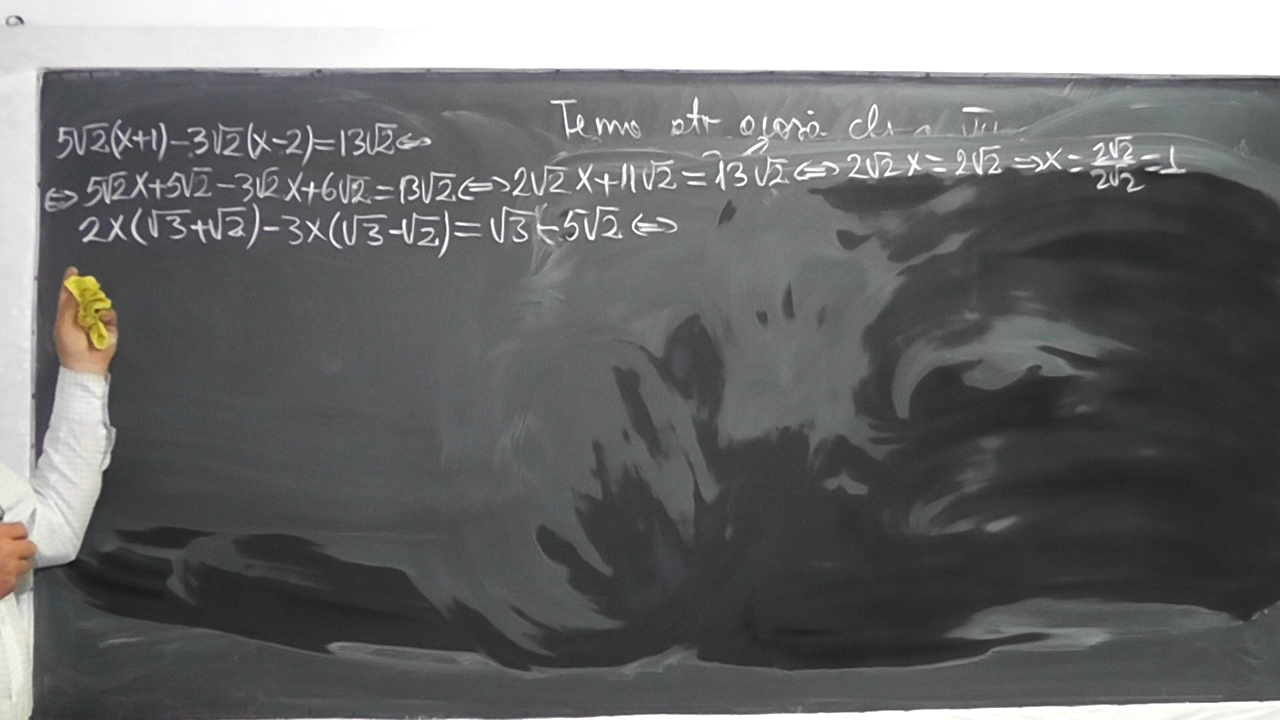 Tema
5√2(x+1)-3√2(x-2)=13√2⇔
⇔ 5√2x+5√2-3√2x+6√2=13√2⇔2√2x+11√2=13√2⇔2√2x=2√2⇒x=2√2/2√2=1
2x(√3+√2)-3x(√3-√2)=√3-5√2⇔